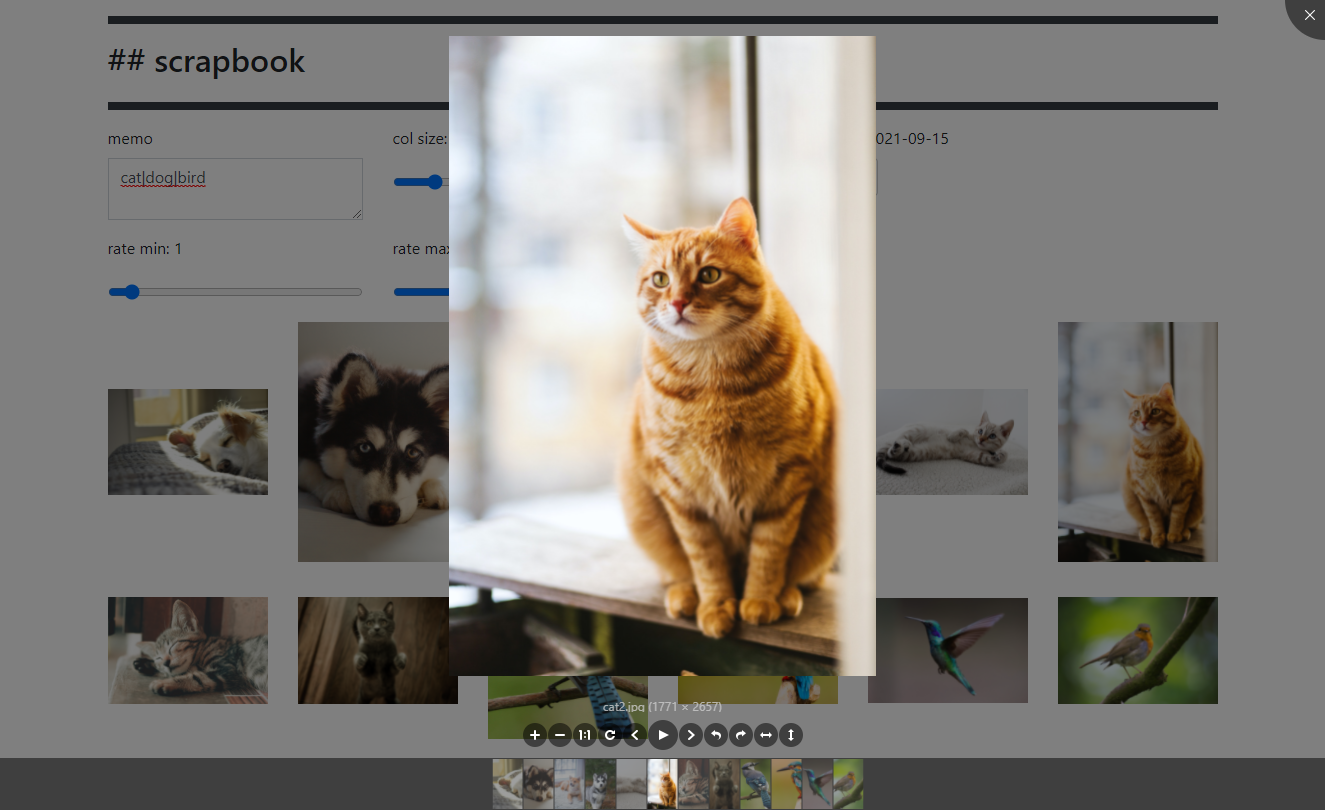 ## scrapbook
memo
col size:
021-09-15
cat|dog|bird
rate min: 1
rate max
cat2.jpg (1771 × 2657)
1:1